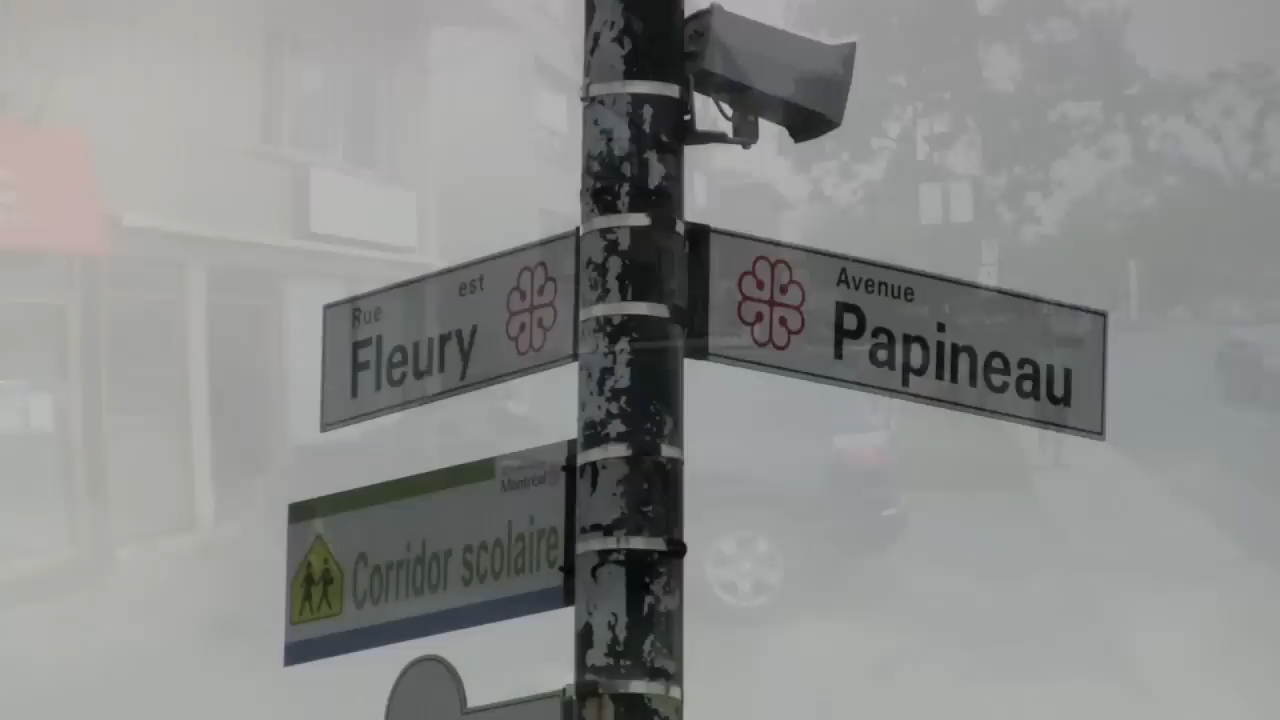 Rue est
Fleury
Avenue
Papineau
Montréal
Corridor scolaire